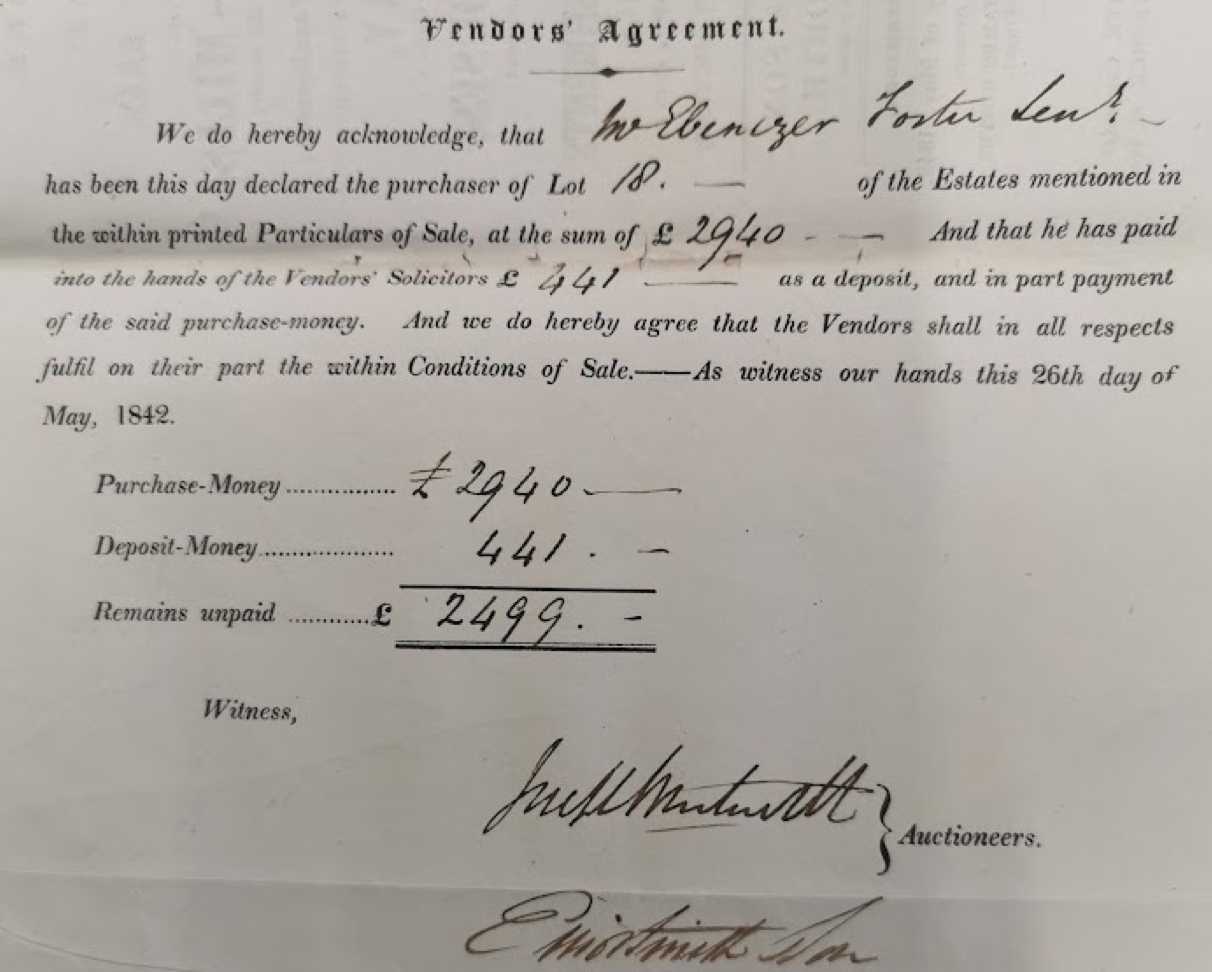 Vendors' Agreement.
We do hereby acknowledge, that Mr Ebenezer Foster Senr. –
has been this day declared the purchaser of Lot 18. — of the Estates mentioned in
the within printed Particulars of Sale, at the sum of £ 2940 - — And that he has paid
into the hands of the Vendors' Solicitors £ 441 — as a deposit, and in part payment
of the said purchase-money. And we do hereby agree that the Vendors shall in all respects
fulfil on their part the within Conditions of Sale.——As witness our hands this 26th day of
May, 1842.
Purchase-Money ............... £ 2940 - —
Deposit-Money.................... 441 . –
Remains unpaid ............£ 2499. -
Witness,
Auctioneers.
Son